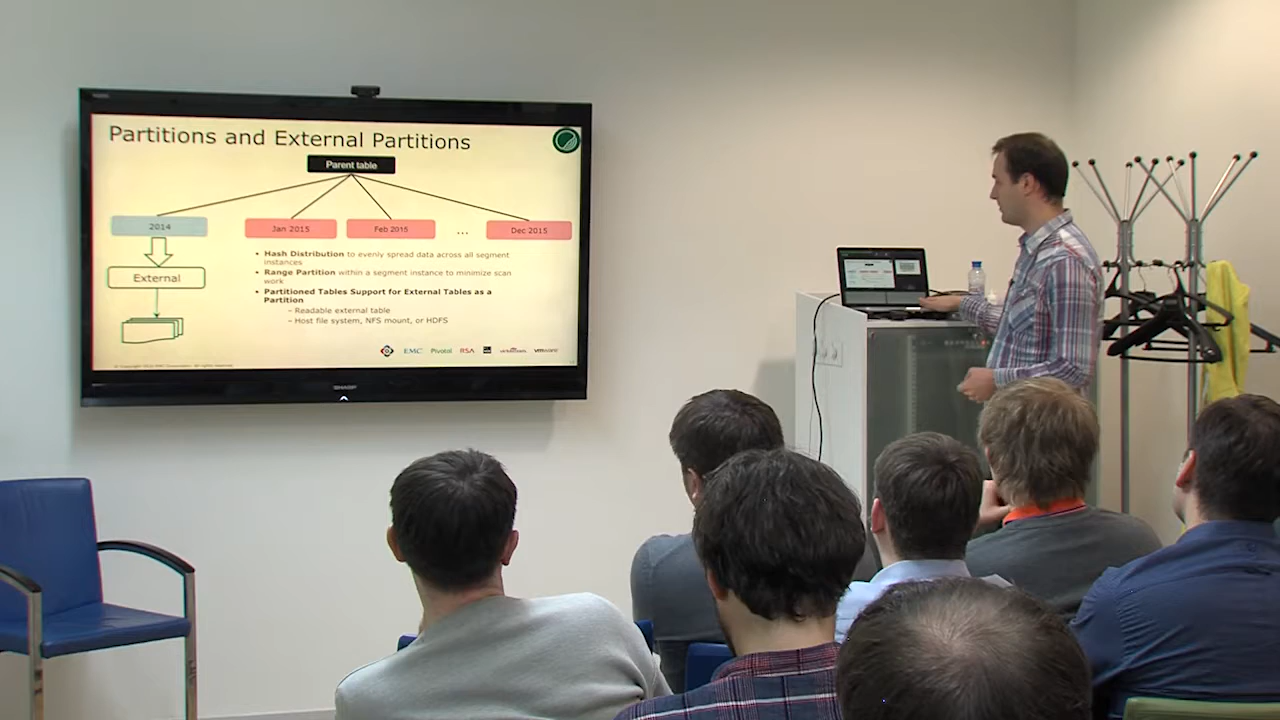 Partitions and External Partitions
Parent table
2014
Jan 2015
Feb 2015
...
Dec 2015
External
• Hash Distribution to evenly spread data across all segment
instances
• Range Partition within a segment instance to minimize scan
work
• Partitioned Tables Support for External Tables as a
Partition
– Readable external table
– Host file system, NFS mount, or HDFS
EMC Pivotal RSA vmware
SHARP